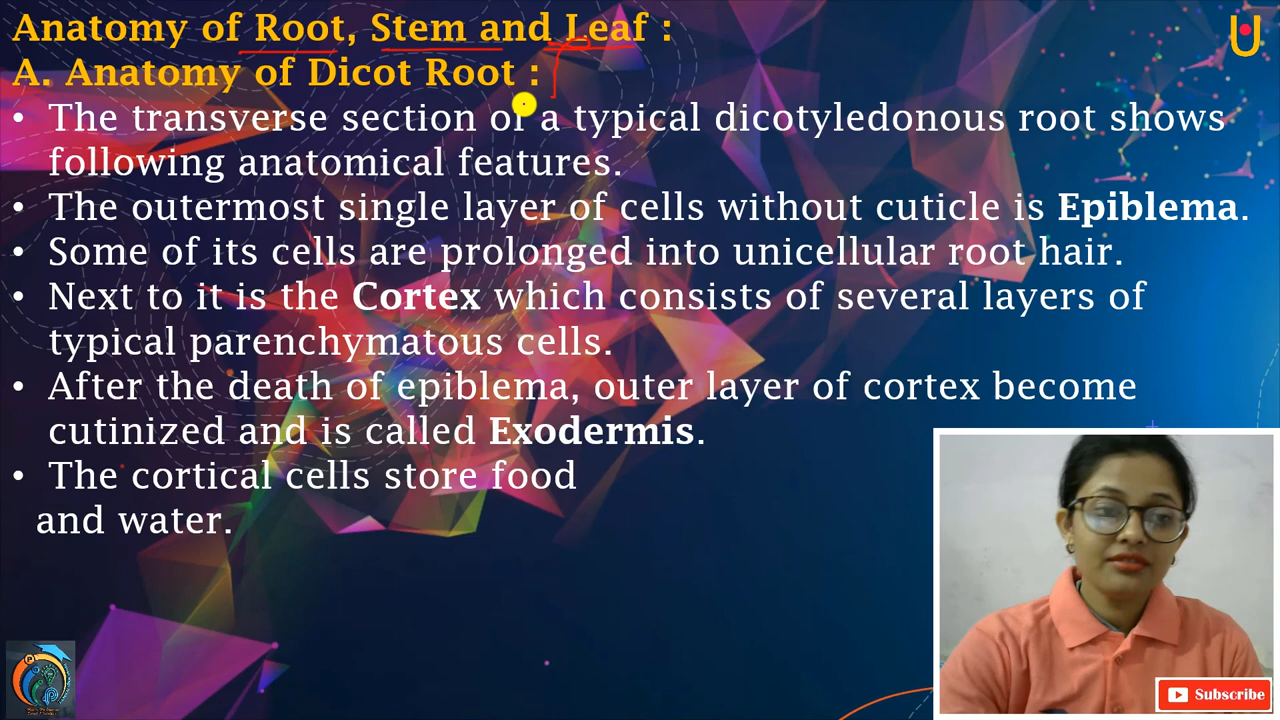 Anatomy of Root, Stem and Leaf :
A. Anatomy of Dicot Root :
• The transverse section of a typical dicotyledonous root shows
following anatomical features.
• The outermost single layer of cells without cuticle is Epiblema.
• Some of its cells are prolonged into unicellular root hair.
• Next to it is the Cortex which consists of several layers of
typical parenchymatous cells.
• After the death of epiblema, outer layer of cortex become
cutinized and is called Exodermis.
• The cortical cells store food
and water.
Subscribe